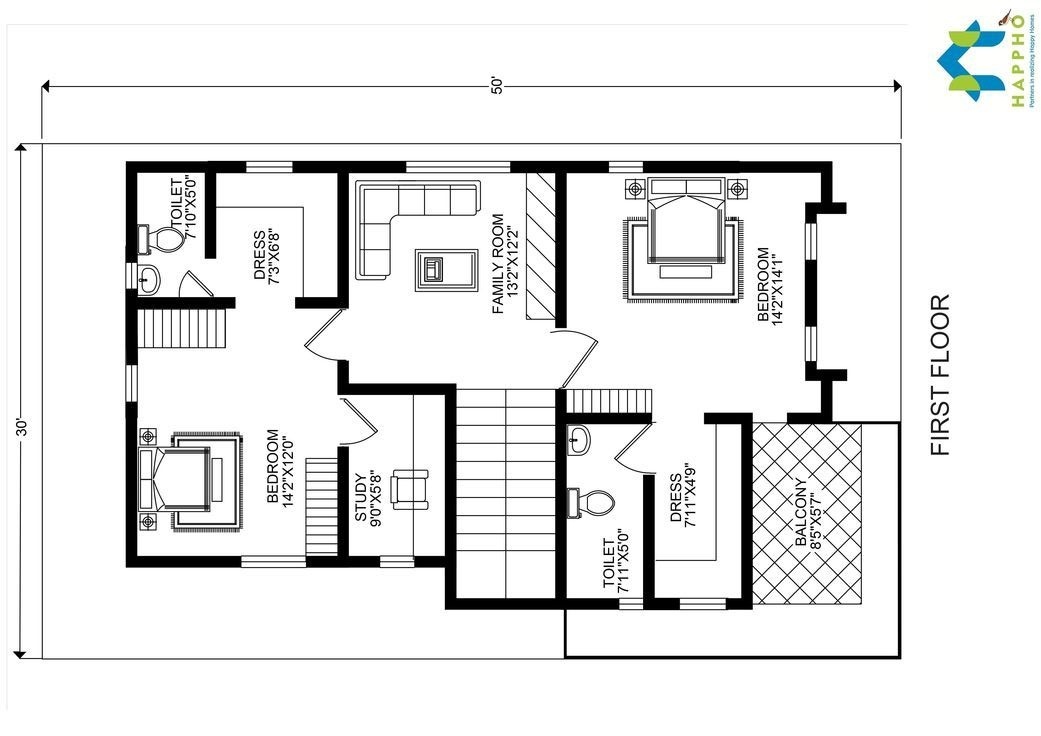 HAPPHO
Partners in realizing Happy Homes
50'
30'
TOILET
7'10"X5'0"
DRESS
7'3"X6'8"
FAMILY ROOM
13'2"X12'2"
BEDROOM
14'2"X14'1"
BEDROOM
14'2"X12'0"
STUDY
9'0"X5'8"
TOILET
7'11"X5'0"
DRESS
7'11"X4'9"
BALCONY
8'5"X5'7"
FIRST FLOOR